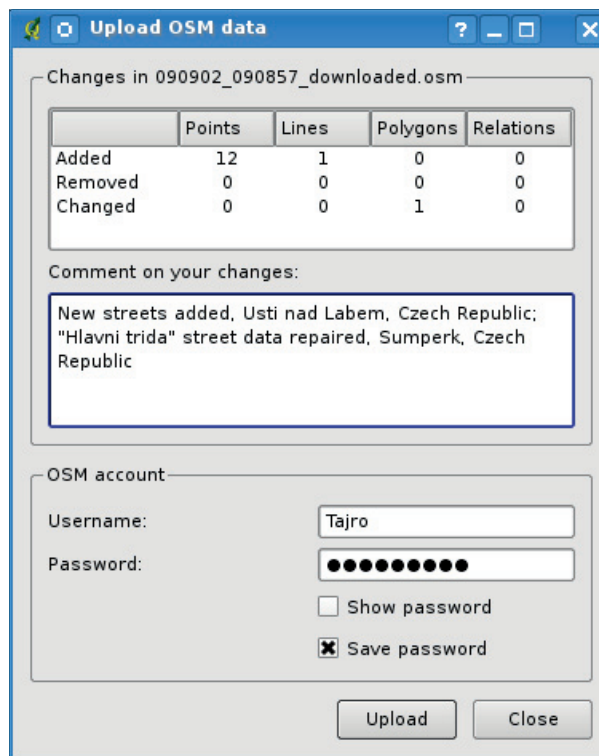 Upload OSM data ?
Changes in 090902_090857_downloaded.osm
Points Lines Polygons Relations
Added 12 1 0 0
Removed 0 0 0 0
Changed 0 0 1 0
Comment on your changes:
New streets added, Usti nad Labem, Czech Republic;
"Hlavni trida" street data repaired, Sumperk, Czech
Republic
OSM account
Username: Tajro
Password: ●●●●●●●●●
Show password
Save password
Upload Close